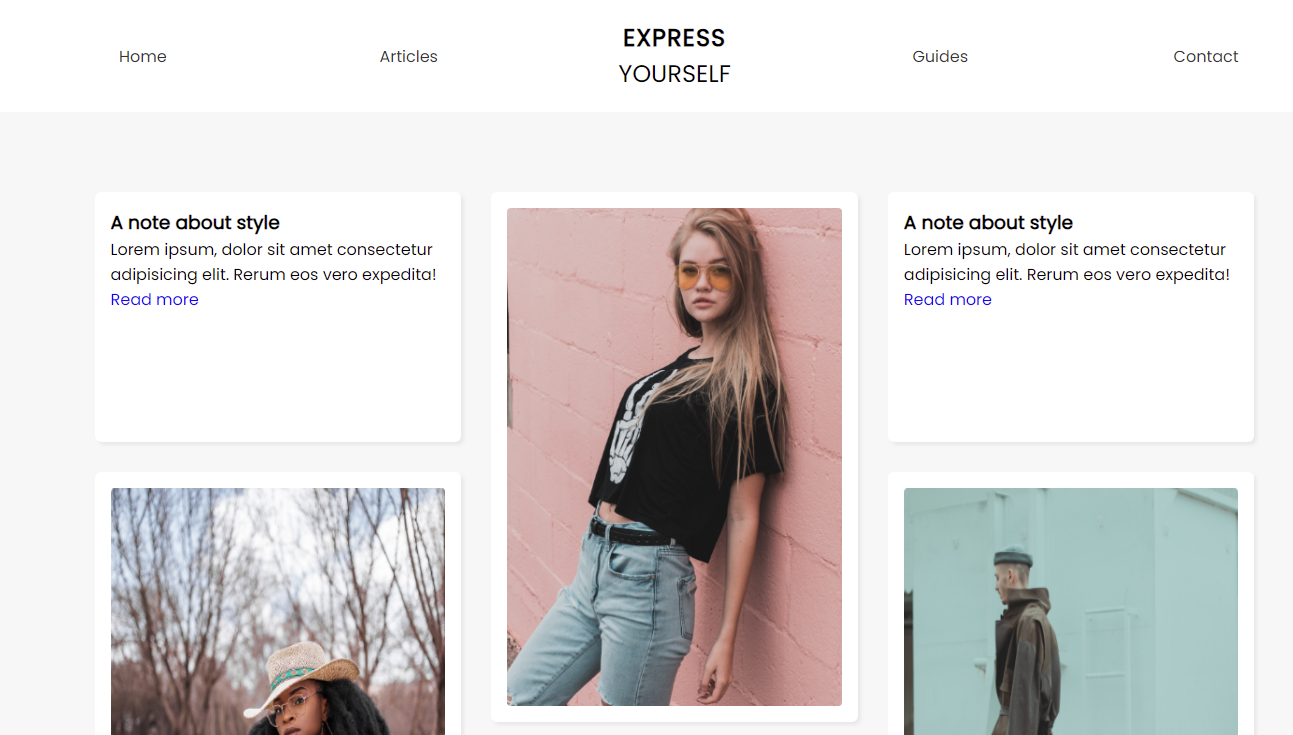 Home
Articles
EXPRESS
YOURSELF
Guides
Contact
A note about style
Lorem ipsum, dolor sit amet consectetur
adipisicing elit. Rerum eos vero expedita!
Read more
A note about style
Lorem ipsum, dolor sit amet consectetur
adipisicing elit. Rerum eos vero expedita!
Read more